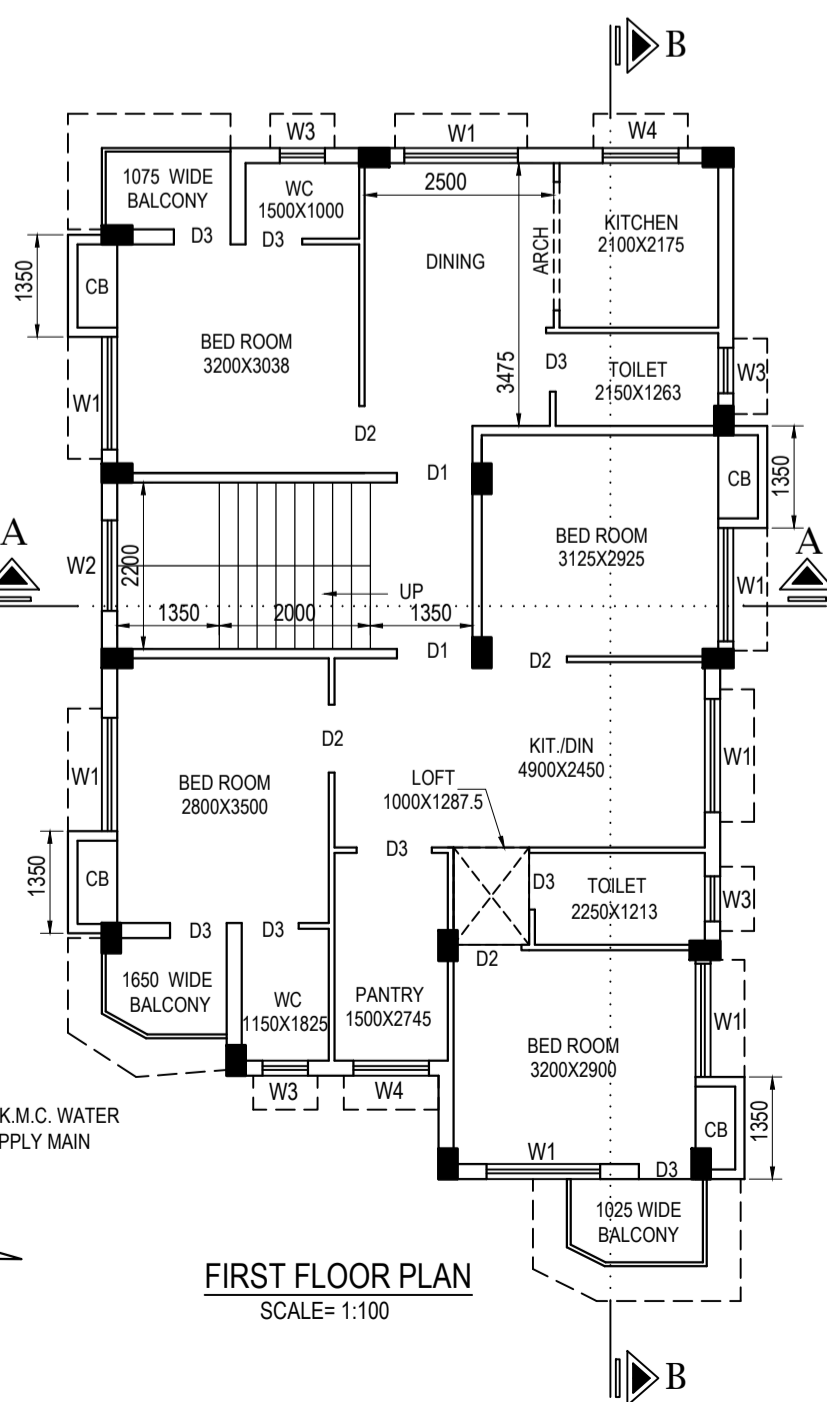 B
W3
W1
W4
1075 WIDE
BALCONY
WC
1500X1000
2500
KITCHEN
2100X2175
D3
D3
ARCH
DINING
1350
CB
BED ROOM
3200X3038
3475
D3
TOILET
2150X1263
W3
W1
D2
D1
CB
1350
A
BED ROOM
3125X2925
A
W2
2200
UP
W1
1350
2000
1350
D1
D2
D2
KIT./DIN
4900X2450
W1
W1
BED ROOM
2800X3500
LOFT
1000X1287.5
D3
1350
CB
D3
TOILET
2250X1213
W3
D3
D3
D2
1650 WIDE
BALCONY
WC
1150X1825
PANTRY
1500X2745
W1
BED ROOM
3200X2900
W3
W4
K.M.C. WATER
PPLY MAIN
CB
1350
W1
D3
1025 WIDE
BALCONY
FIRST FLOOR PLAN
SCALE= 1:100
B